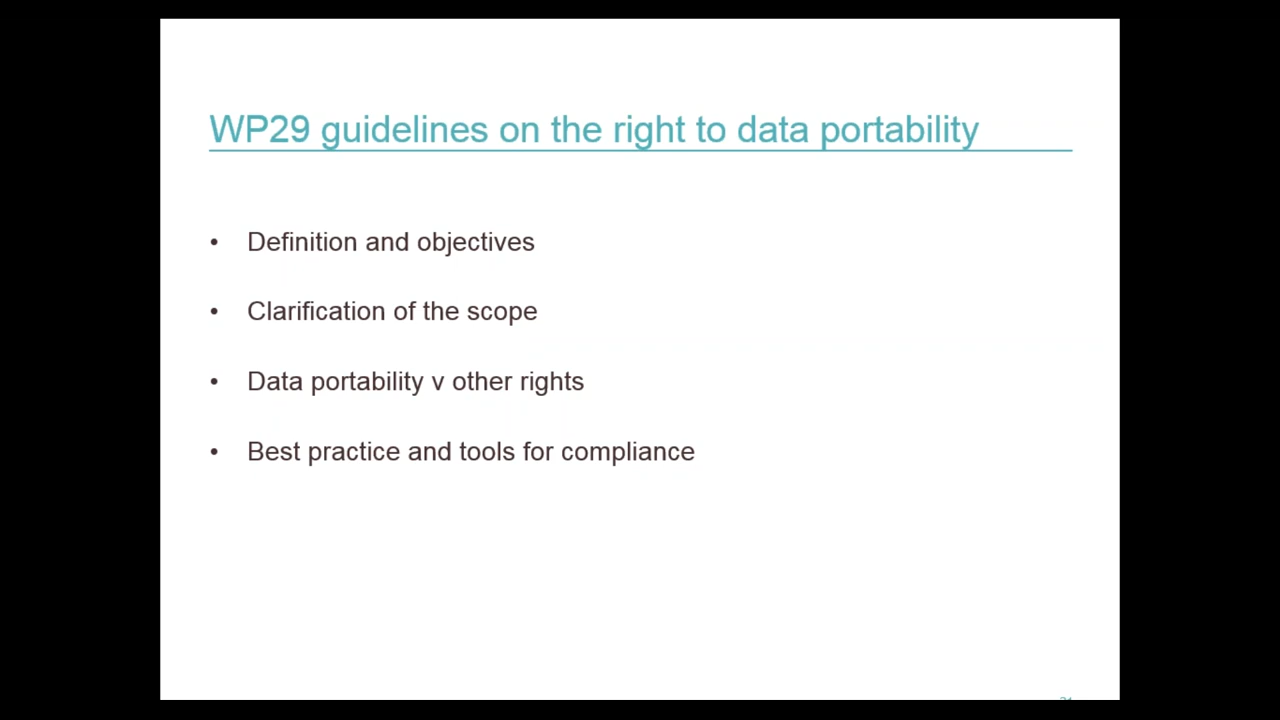 WP29 guidelines on the right to data portability
• Definition and objectives
• Clarification of the scope
• Data portability v other rights
• Best practice and tools for compliance